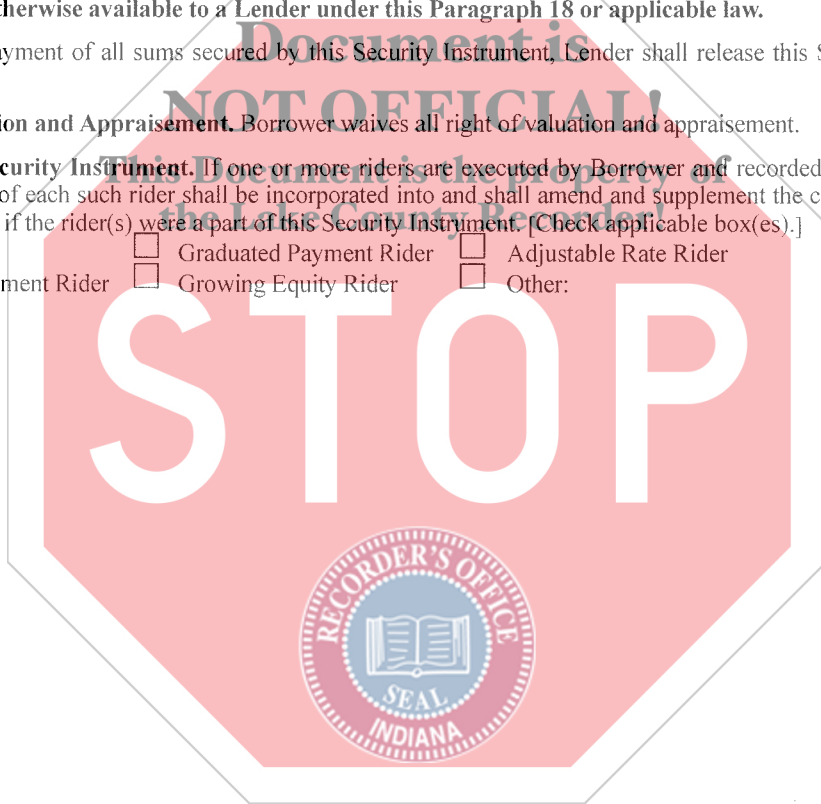 therwise available to a Lender under this Paragraph 18 or applicable law.
Document is
ayment of all sums secured by this Security Instrument, Lender shall release this S
NOT OFFICIAL!
ion and Appraisement. Borrower waives all right of valuation and appraisement.
This Document is the property of
curity Instrument. If one or more riders are executed by Borrower and recorded
of each such rider shall be incorporated into and shall amend and supplement the c
the Lake County Recorder!
if the rider(s) were a part of this Security Instrument. [Check applicable box(es).]
Graduated Payment Rider Adjustable Rate Rider
ment Rider Growing Equity Rider Other:
STOP
RECORDER'S OFFICE
SEAL
INDIANA